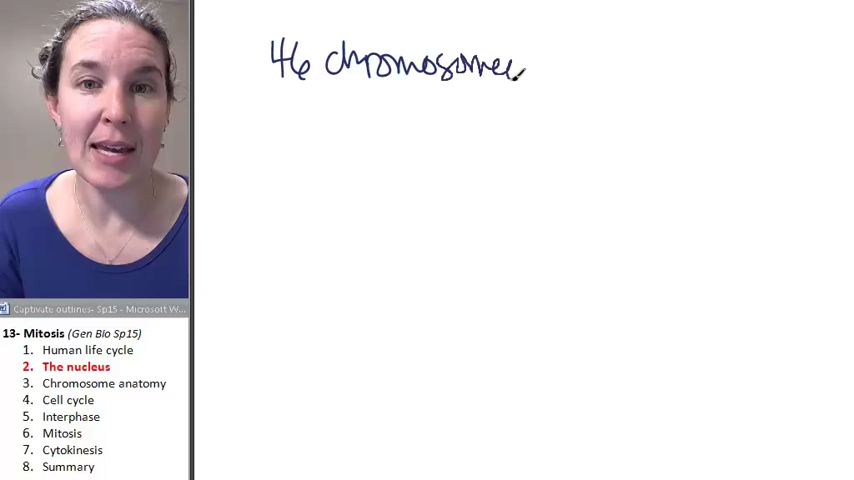 46 chromosome
Captivate outlines- Sp15 - Microsoft W...
13- Mitosis (Gen Bio Sp15)
1. Human life cycle
2. The nucleus
3. Chromosome anatomy
4. Cell cycle
5. Interphase
6. Mitosis
7. Cytokinesis
8. Summary